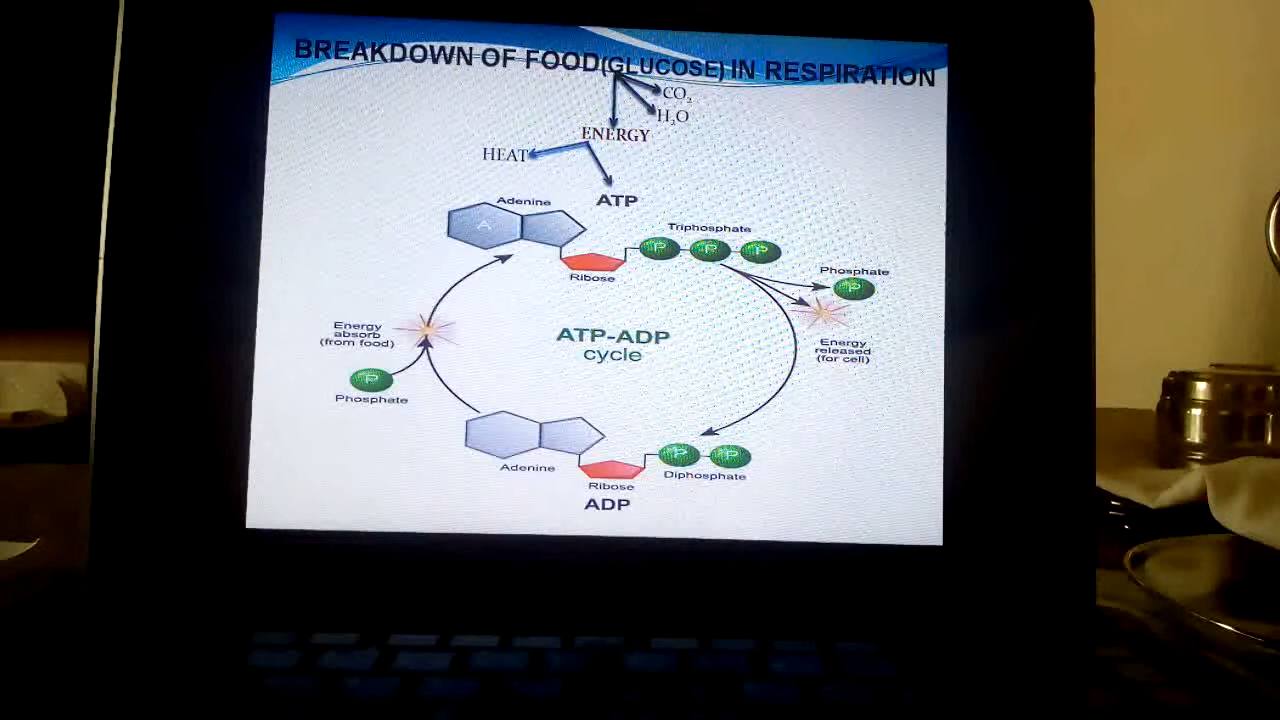 BREAKDOWN OF FOOD(GLUCOSE) IN RESPIRATION
CO₂
H₂O
ENERGY
HEAT
ATP
Adenine
A
Triphosphate
P P P
Ribose
Phosphate
P
Energy
absorb
(from food)
ATP-ADP
cycle
Energy
released
(for cell)
P
Phosphate
P P
Adenine
Diphosphate
Ribose
ADP